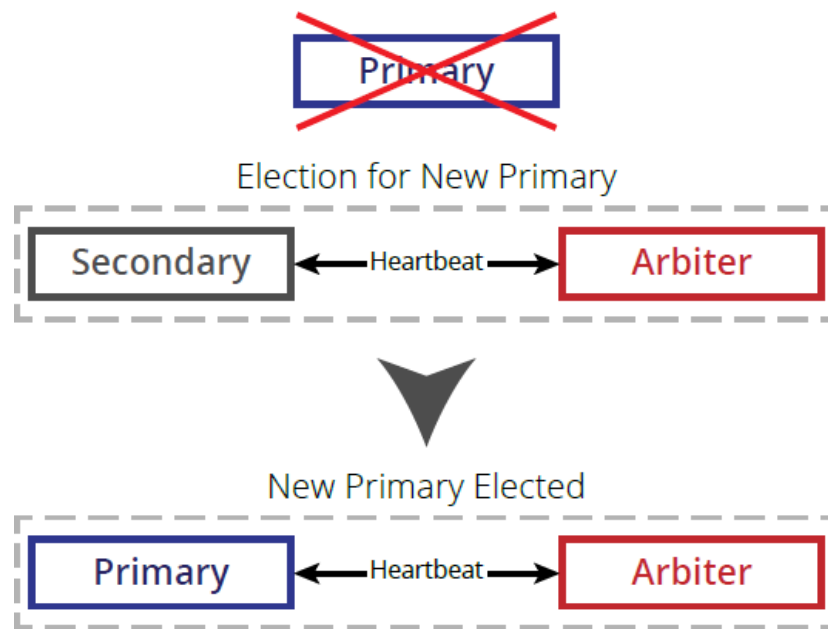 Primary
Election for New Primary
Secondary Heartbeat Arbiter
New Primary Elected
Primary Heartbeat Arbiter